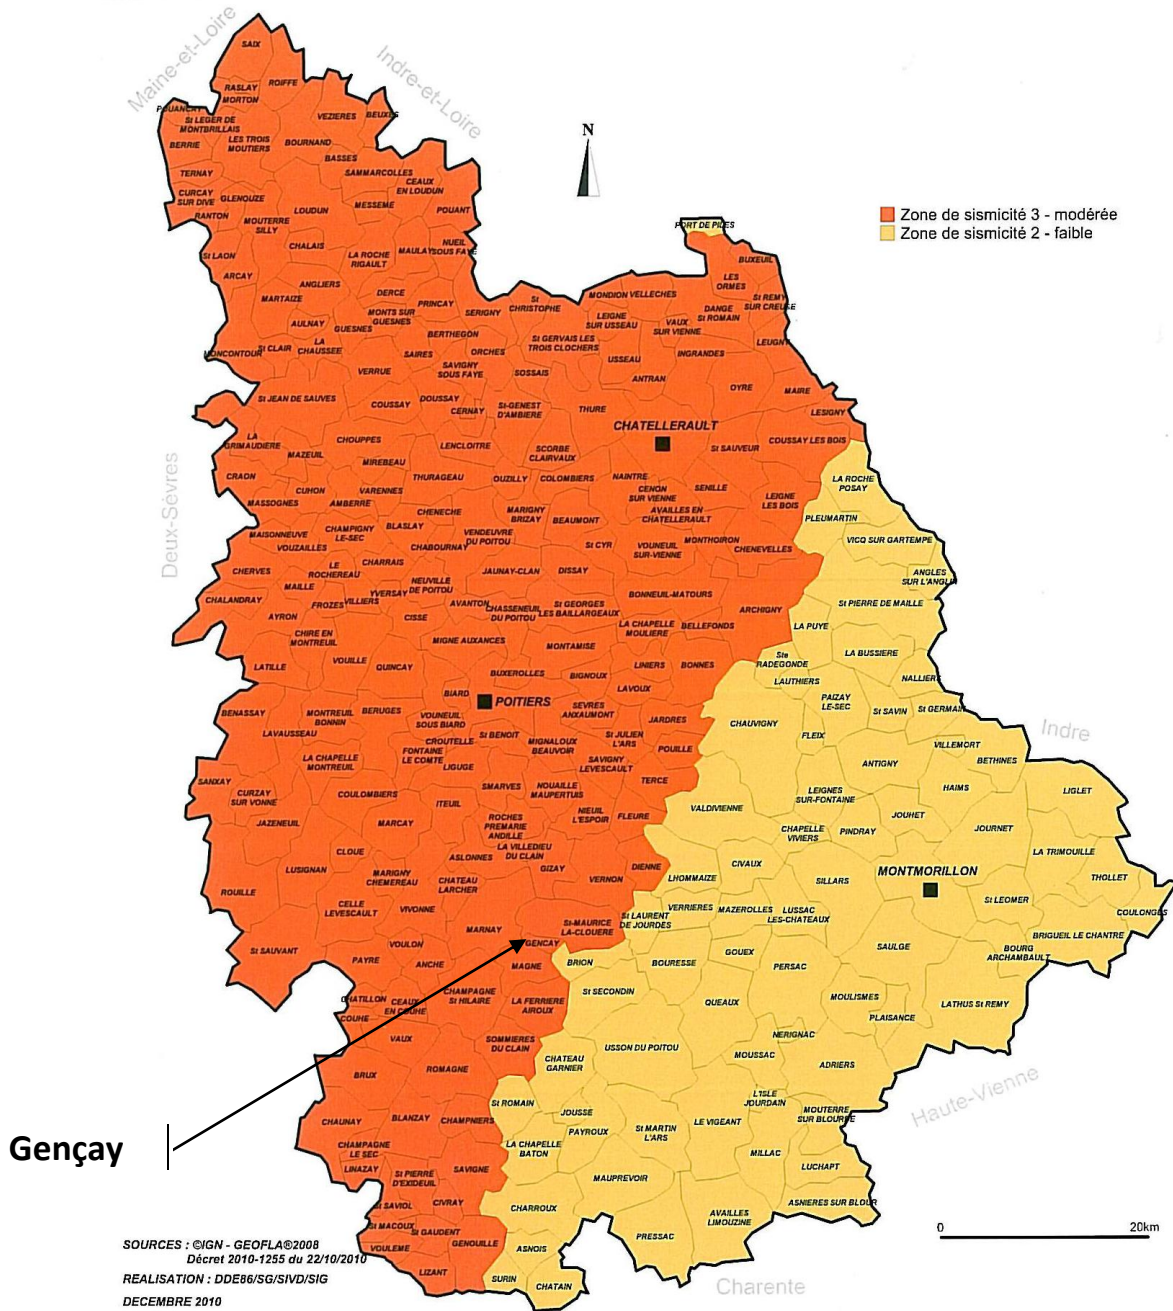 Maine-et-Loire
Indre-et-Loire
N
Zone de sismicité 3 - modérée
Zone de sismicité 2 - faible
SAIX
RASLAY
ROIFFE
MORTON
POUANCAY
St LEGER DE
MONTBRILLAIS
VEZIERES
BEUXES
BERRIE
LES TROIS
MOUTIERS
BOURNAND
BASSES
TERNAY
SAMMARCOLLES
CEAUX
EN LOUDUN
CURCAY
SUR DIVE
GLENOUZE
MESSEME
RANTON
MOUTERRE
SILLY
LOUDUN
POUANT
St LAON
CHALAIS
LA ROCHE
RIGAULT
MAULAY
NUEIL
SOUS FAYE
PORT DE PILES
BUXEUIL
ARCAY
ANGLIERS
LES
ORMES
MARTAIZE
DERCE
MONTS SUR
GUESNES
PRINCAY
SERIGNY
St
CHRISTOPHE
MONDION
VELLECHES
St REMY
SUR CREUSE
AULNAY
GUESNES
BERTHEGON
LEIGNE
SUR USSEAU
VAUX
SUR VIENNE
DANGE
St ROMAIN
MONCONTOUR
St CLAIR
LA
CHAUSSEE
SAIRES
ORCHES
St GERVAIS LES
TROIS CLOCHERS
USSEAU
INGRANDES
LEUGNY
VERRUE
SAVIGNY
SOUS FAYE
SOSSAIS
ANTRAN
OYRE
MAIRE
St JEAN DE SAUVES
COUSSAY
DOUSSAY
CERNAY
St-GENEST
D'AMBIERE
THURE
LESIGNY
CHATELLERAULT
LA
GRIMAUDIERE
MAZEUIL
CHOUPPES
LENCLOITRE
SCORBE
CLAIRVAUX
St SAUVEUR
COUSSAY LES BOIS
MIREBEAU
CRAON
CUHON
VARENNES
THURAGEAU
OUZILLY
COLOMBIERS
NAINTRE
CENON
SUR VIENNE
SENILLE
LEIGNE
LES BOIS
LA ROCHE
POSAY
MASSOGNES
AMBERRE
CHENECHE
MARIGNY
BRIZAY
BEAUMONT
AVAILLES EN
CHATELLERAULT
PLEUMARTIN
MAISONNEUVE
VOUZAILLES
CHAMPIGNY
LE-SEC
BLASLAY
CHABOURNAY
VENDEUVRE
DU POITOU
St CYR
VOUNEUIL
SUR-VIENNE
MONTHOIRON
CHENEVELLES
VICQ SUR GARTEMPE
Deux-Sèvres
CHERVES
LE
ROCHEREAU
CHARRAIS
JAUNAY-CLAN
DISSAY
ANGLES
SUR L'ANGLIN
MAILLE
NEUVILLE
DE POITOU
CHALANDRAY
FROZES
VILLIERS
YVERSAY
AVANTON
CHASSENEUIL
DU POITOU
St GEORGES
LES BAILLARGEAUX
BONNEUIL-MATOURS
ARCHIGNY
St PIERRE DE MAILLE
AYRON
CISSE
LA CHAPELLE
MOULIERE
BELLEFONDS
LA PUYE
CHIRE EN
MONTREUIL
MIGNE AUXANCES
MONTAMISE
LATILLE
VOUILLE
QUINCAY
BUXEROLLES
BIGNOUX
LINIERS
BONNES
Ste
RADEGONDE
LAUTHIERS
LA BUSSIERE
NALLIERS
BIARD
POITIERS
LAVOUX
PAIZAY
LE-SEC
BENASSAY
MONTREUIL
BONNIN
BERUGES
VOUNEUIL
SOUS BIARD
SEVRES
ANXAUMONT
JARDRES
CHAUVIGNY
St SAVIN
St GERMAIN
Indre
LAVAUSSEAU
CROUTELLE
St BENOIT
MIGNALOUX
BEAUVOIR
St JULIEN
L'ARS
POUILLE
FLEIX
VILLEMORT
BETHINES
LA CHAPELLE
MONTREUIL
FONTAINE
LE COMTE
LIGUGE
SAVIGNY
LEVESCAULT
ANTIGNY
SANXAY
CURZAY
SUR VONNE
COULOMBIERS
SMARVES
NOUAILLE
MAUPERTUIS
TERCE
LEIGNES
SUR-FONTAINE
HAIMS
LIGLET
ITEUIL
NIEUIL
L'ESPOIR
VALDIVIENNE
JAZENEUIL
MARCAY
ROCHES
PREMARIE
ANDILLE
FLEURE
CHAPELLE
VIVIERS
PINDRAY
JOUHET
JOURNET
CLOUE
LA VILLEDIEU
DU CLAIN
LA TRIMOUILLE
LUSIGNAN
MARIGNY
CHEMEREAU
ASLONNES
GIZAY
DIENNE
CIVAUX
MONTMORILLON
THOLLET
ROUILLE
CHATEAU
LARCHER
VERNON
LHOMMAIZE
SILLARS
St LEOMER
COULONGES
CELLE
LEVESCAULT
VIVONNE
St-MAURICE
LA-CLOUERE
St LAURENT
DE JOURDES
VERRIERES
MAZEROLLES
LUSSAC
LES-CHATEAUX
MARNAY
BRIGUEIL LE CHANTRE
St SAUVANT
VOULON
GENCAY
SAULGE
BOURG
ARCHAMBAULT
PAYRE
ANCHE
MAGNE
BRION
BOURESSE
GOUEX
PERSAC
CHATILLON
CEAUX
EN COUHE
CHAMPAGNE
St HILAIRE
LA FERRIERE
AIROUX
St SECONDIN
QUEAUX
MOULISMES
LATHUS St REMY
COUHE
PLAISANCE
VAUX
SOMMIERES
DU CLAIN
NERIGNAC
CHATEAU
GARNIER
USSON DU POITOU
MOUSSAC
ADRIERS
BRUX
ROMAGNE
Haute-Vienne
St ROMAIN
L'ISLE
JOURDAIN
MOUTERRE
SUR BLOURDE
CHAUNAY
BLANZAY
CHAMPNIERS
JOUSSE
PAYROUX
St MARTIN
L'ARS
LE VIGEANT
Gençay
CHAMPAGNE
LE SEC
LA CHAPELLE
BATON
MILLAC
LINAZAY
SAVIGNE
LUCHAPT
St PIERRE
D'EXIDEUIL
MAUPREVOIR
St SAVIOL
CIVRAY
CHARROUX
AVAILLES
LIMOUZINE
ASNIERES SUR BLOUR
St MACOUX
St GAUDENT
0
20km
VOULEME
GENOUILLE
ASNOIS
PRESSAC
LIZANT
SURIN
CHATAIN
Charente
SOURCES : ©IGN - GEOFLA®2008
Décret 2010-1255 du 22/10/2010
REALISATION : DDE86/SG/SIVD/SIG
DECEMBRE 2010